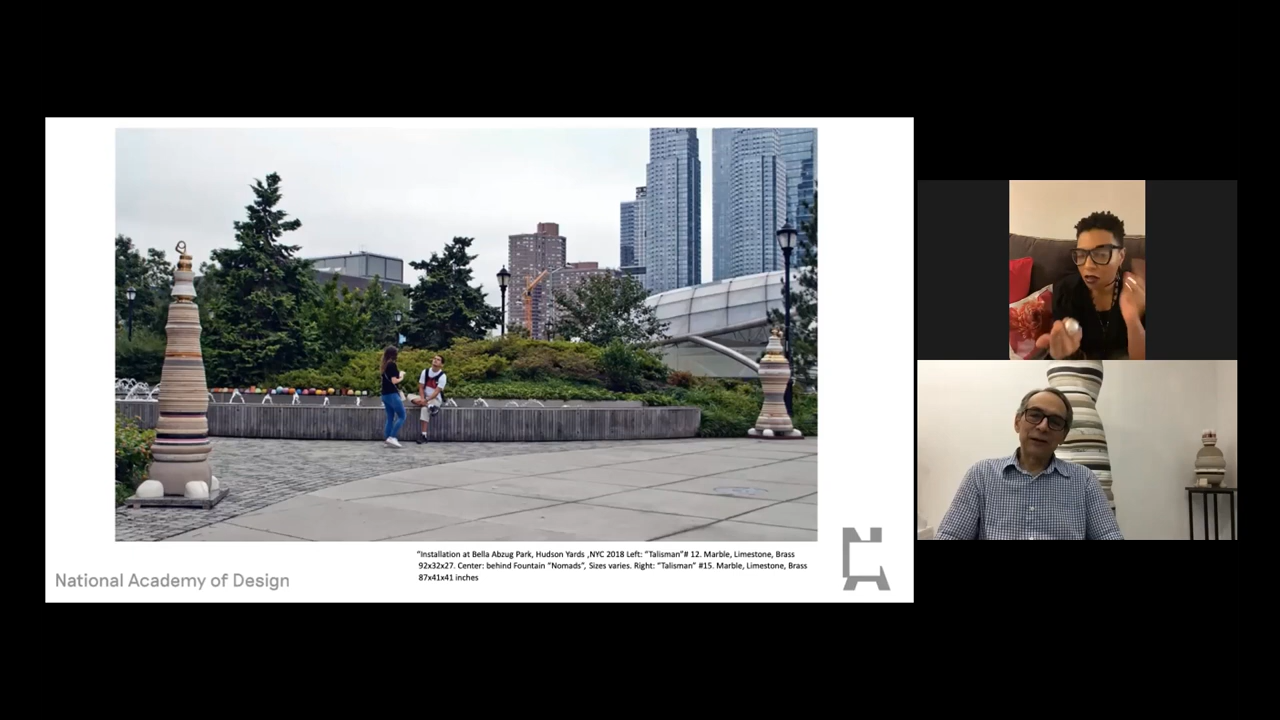 "Installation at Bella Abzug Park, Hudson Yards ,NYC 2018 Left: "Talisman"# 12. Marble, Limestone, Brass
92x32x27. Center: behind Fountain "Nomads", Sizes varies. Right: "Talisman" #15. Marble, Limestone, Brass
87x41x41 inches
National Academy of Design